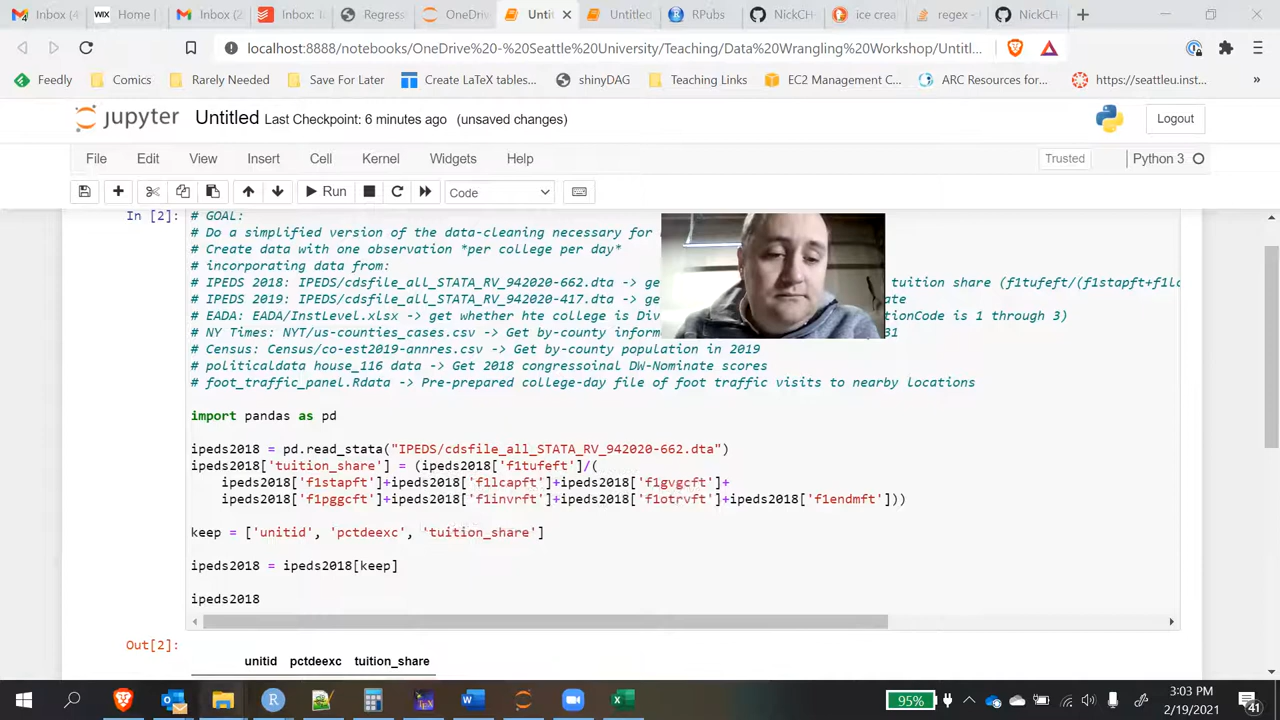 Inbox (4
WIX Home |
Inbox (2
Inbox: 1
Regress
OneDriv
Untit
Untitled
RPubs
NickCH
ice crea
regex -
NickCH
localhost:8888/notebooks/OneDrive%20-%20Seattle%20University/Teaching/Data%20Wrangling%20Workshop/Untitl...
Feedly
Comics
Rarely Needed
Save For Later
Create LaTeX tables...
shinyDAG
Teaching Links
EC2 Management C...
ARC Resources for...
https://seattleu.inst...
»
jupyter Untitled Last Checkpoint: 6 minutes ago (unsaved changes)
Logout
File Edit View Insert Cell Kernel Widgets Help
Trusted
Python 3
Run
Code
In [2]:
# GOAL:
# Do a simplified version of the data-cleaning necessary for
# Create data with one observation *per college per day*
# incorporating data from:
# IPEDS 2018: IPEDS/cdsfile_all_STATA_RV_942020-662.dta -> ge tuition share (f1tufeft/(f1stapft+f1lc
# IPEDS 2019: IPEDS/cdsfile_all_STATA_RV_942020-417.dta -> ge ate
# EADA: EADA/InstLevel.xlsx -> get whether hte college is Div tionCode is 1 through 3)
# NY Times: NYT/us-counties_cases.csv -> Get by-county inform 31
# Census: Census/co-est2019-annres.csv -> Get by-county population in 2019
# politicaldata house_116 data -> Get 2018 congressoinal DW-Nominate scores
# foot_traffic_panel.Rdata -> Pre-prepared college-day file of foot traffic visits to nearby locations
import pandas as pd
ipeds2018 = pd.read_stata("IPEDS/cdsfile_all_STATA_RV_942020-662.dta")
ipeds2018['tuition_share'] = (ipeds2018['f1tufeft']/(
ipeds2018['f1stapft']+ipeds2018['f1lcapft']+ipeds2018['f1gvgcft']+
ipeds2018['f1pggcft']+ipeds2018['f1invrft']+ipeds2018['f1otrvft']+ipeds2018['f1endmft']))
keep = ['unitid', 'pctdeexc', 'tuition_share']
ipeds2018 = ipeds2018[keep]
ipeds2018
Out[2]:
unitid pctdeexc tuition_share
95%
3:03 PM
2/19/2021
41